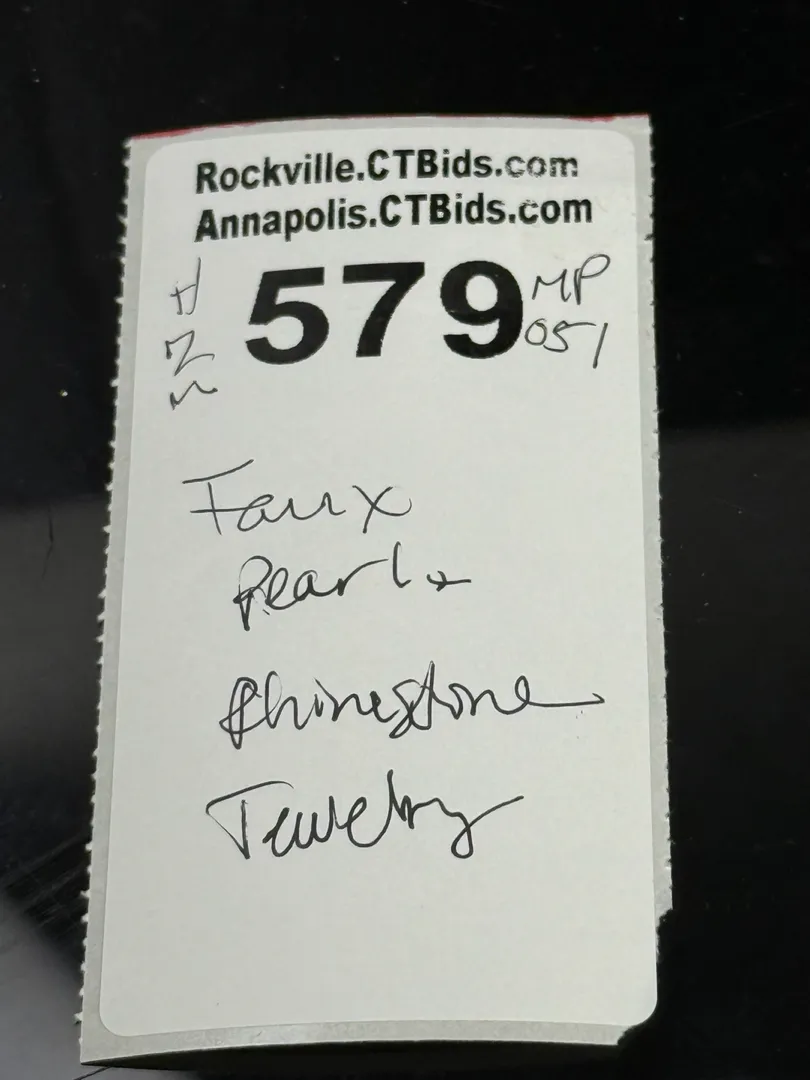 Rockville.CTBids.com
Annapolis.CTBids.com
579
MP
051
Faux
Pearl +
Rhinestone
Jewelry